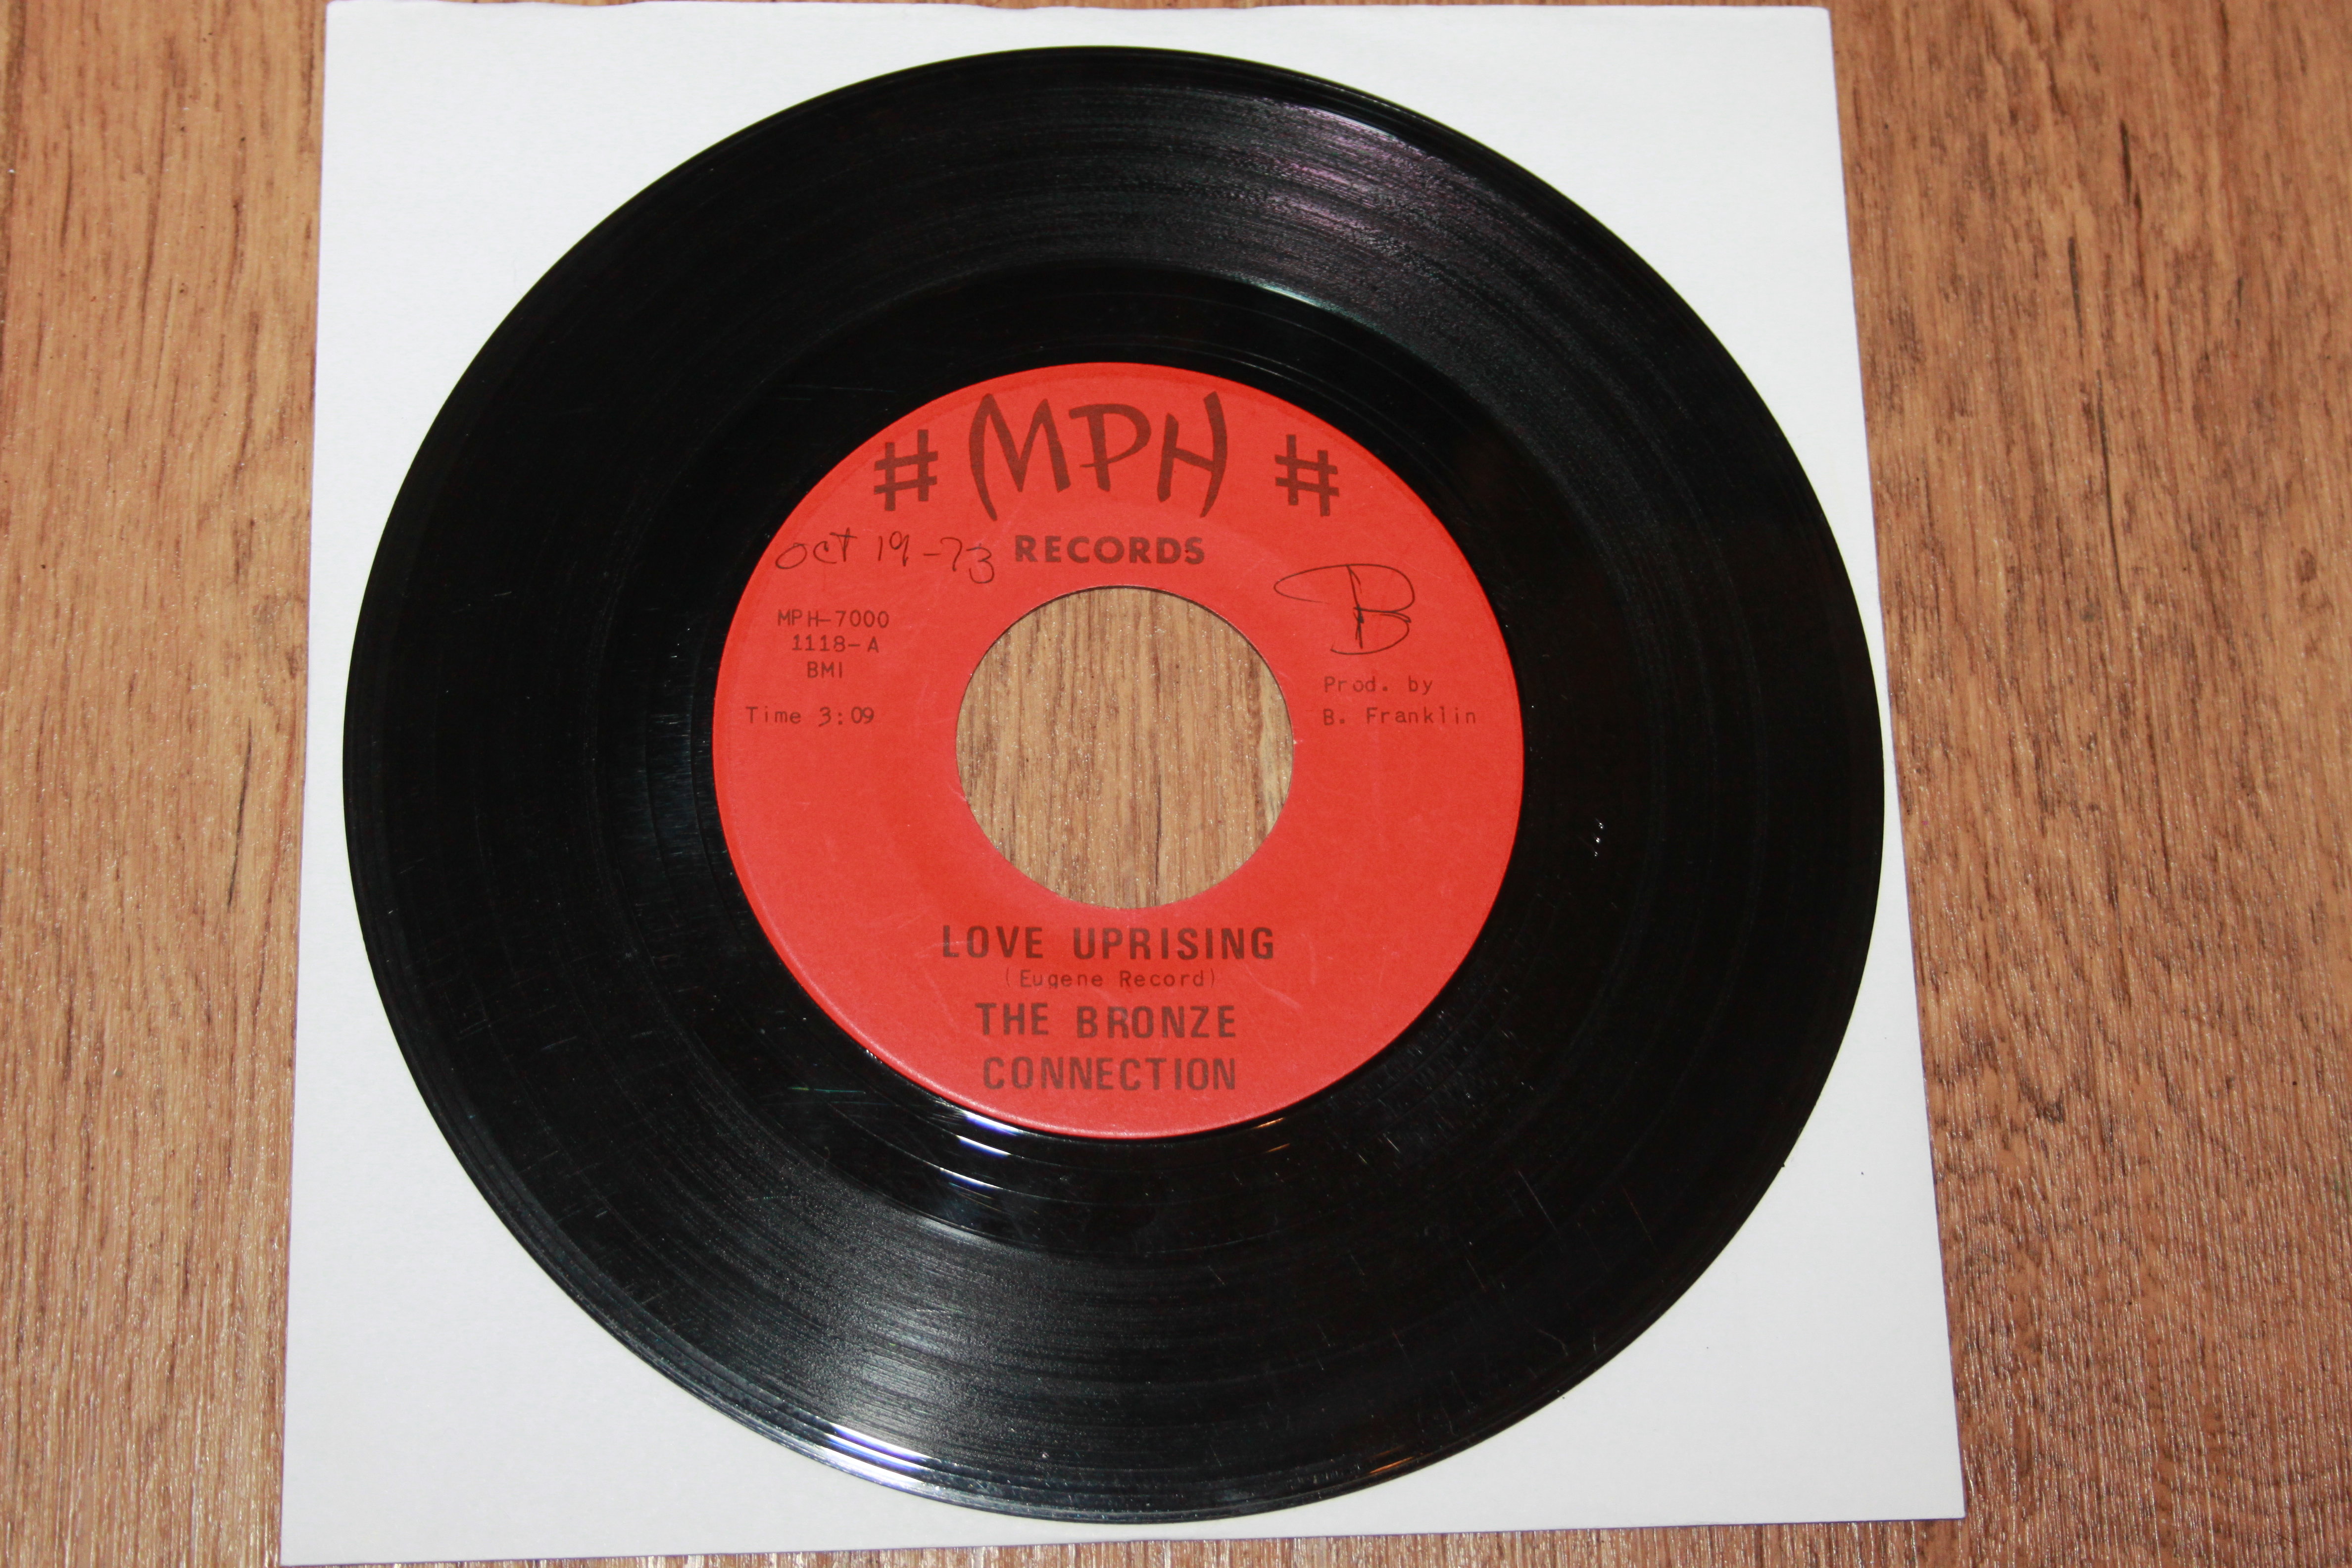 # MPH #
RECORDS
Oct 19-73
B
MPH-7000
1118-A
BMI
Time 3:09
Prod. by
B. Franklin
LOVE UPRISING
(Eugene Record)
THE BRONZE
CONNECTION